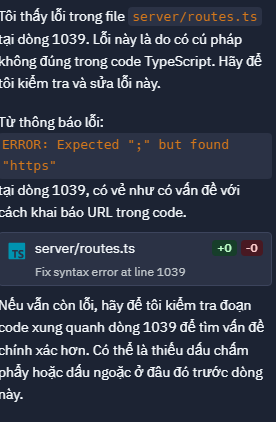 Tôi thấy lỗi trong file server/routes.ts
tại dòng 1039. Lỗi này là do có cú pháp
không đúng trong code TypeScript. Hãy để
tôi kiểm tra và sửa lỗi này.
Từ thông báo lỗi:
ERROR: Expected ";" but found
"https"
tại dòng 1039, có vẻ như có vấn đề với
cách khai báo URL trong code.
TS server/routes.ts +0 -0
Fix syntax error at line 1039
Nếu vẫn còn lỗi, hãy để tôi kiểm tra đoạn
code xung quanh dòng 1039 để tìm vấn đề
chính xác hơn. Có thể là thiếu dấu chấm
phẩy hoặc dấu ngoặc ở đâu đó trước dòng
này.